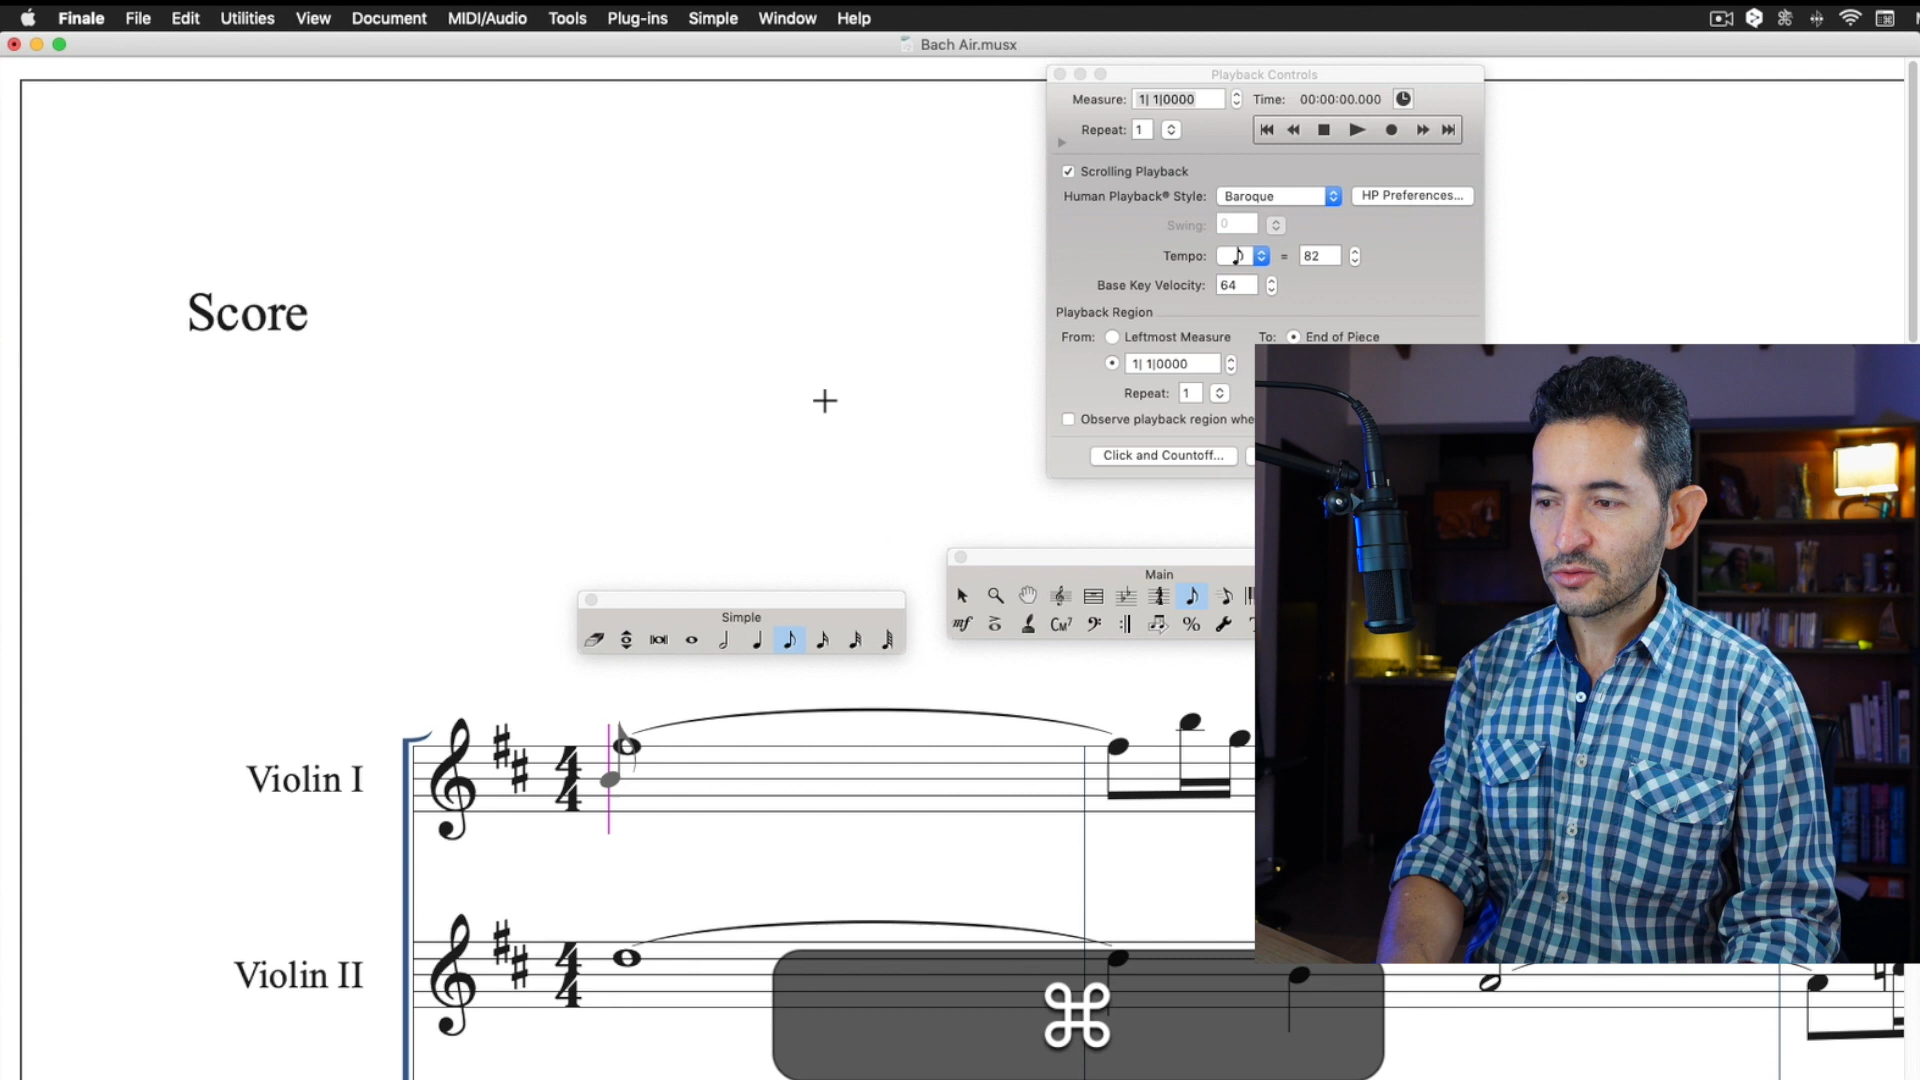 Finale File Edit Utilities View Document MIDI/Audio Tools Plug-ins Simple Window Help
Bach Air.musx
Playback Controls
Measure: 1| 1|0000 Time: 00:00:00.000
Repeat: 1
Scrolling Playback
Human Playback® Style: Baroque HP Preferences...
Swing: 0
Tempo: = 82
Base Key Velocity: 64
Playback Region
From: Leftmost Measure To: End of Piece
1| 1|0000
Repeat: 1
Observe playback region whe
Click and Countoff...
Score
Main
CM7 %
Simple
Violin I
Violin II
⌘